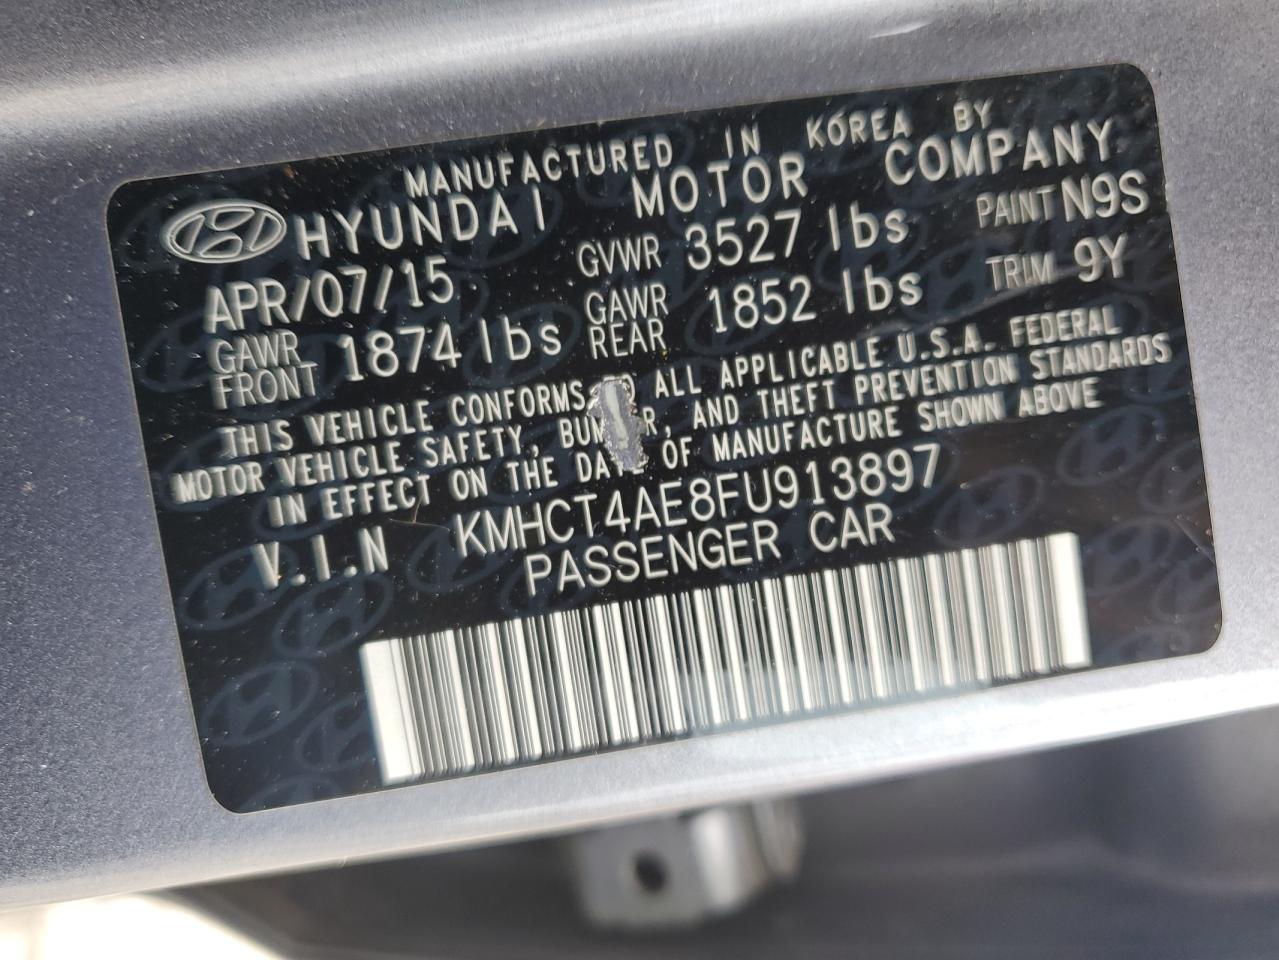 MANUFACTURED IN KOREA BY
HYUNDAI MOTOR COMPANY
APR/07/15 GVWR 3527 lbs PAINT N9S
GAWR FRONT 1874 lbs GAWR REAR 1852 lbs TRIM 9Y
THIS VEHICLE CONFORMS ALL APPLICABLE U.S.A. FEDERAL
MOTOR VEHICLE SAFETY, AND THEFT PREVENTION STANDARDS
IN EFFECT ON THE OF MANUFACTURE SHOWN ABOVE
V.I.N KMHCT4AE8FU913897
PASSENGER CAR